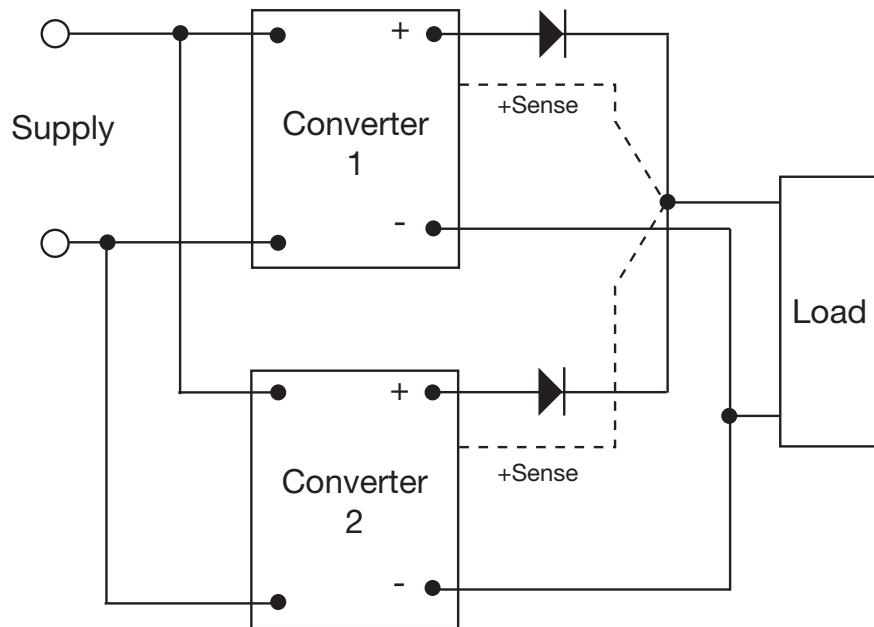 Supply
Converter
1
+
-
+Sense
Load
Converter
2
+
-
+Sense